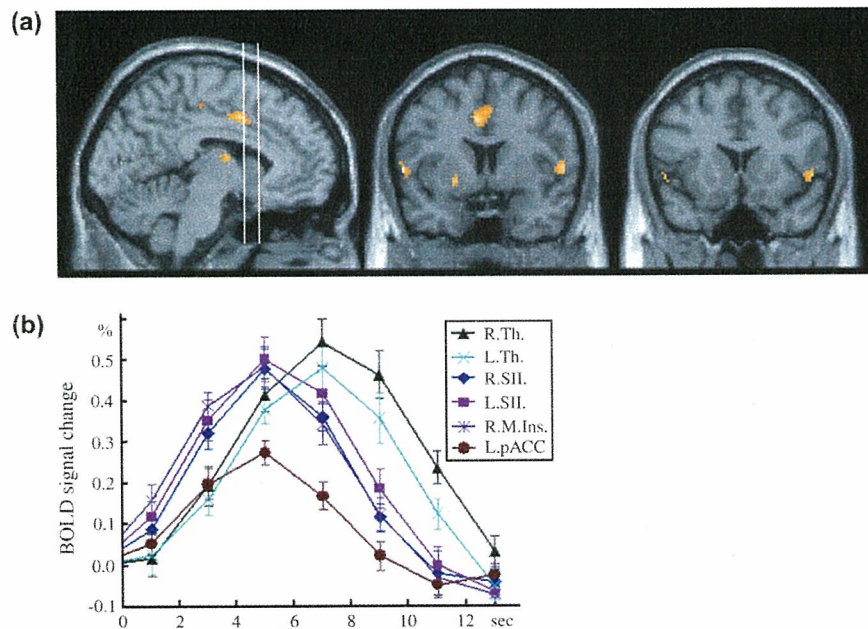 (a)
(b)
%
0.5
0.4
0.3
0.2
0.1
0.0
-0.1
BOLD signal change
0 2 4 6 8 10 12 sec
R.Th.
L.Th.
R.SII.
L.SII.
R.M.Ins.
L.pACC